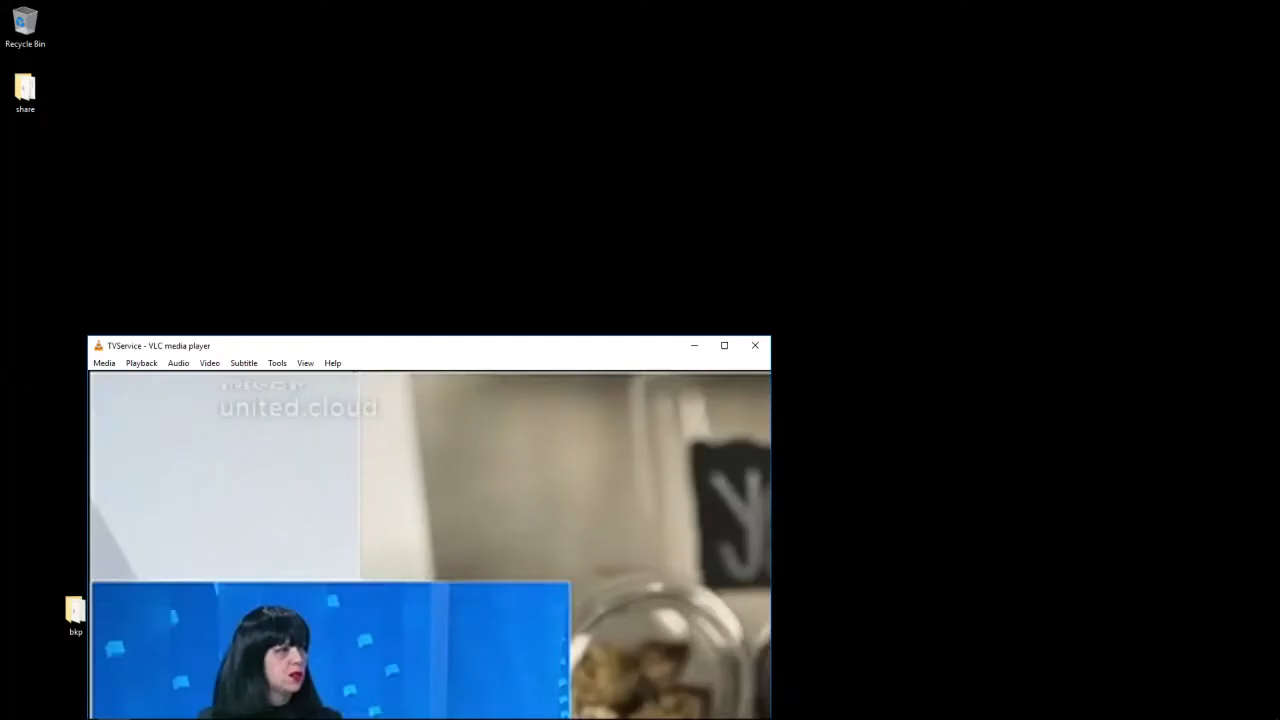 Recycle Bin
share
TVService - VLC media player
Media Playback Audio Video Subtitle Tools View Help
united.cloud
bkp